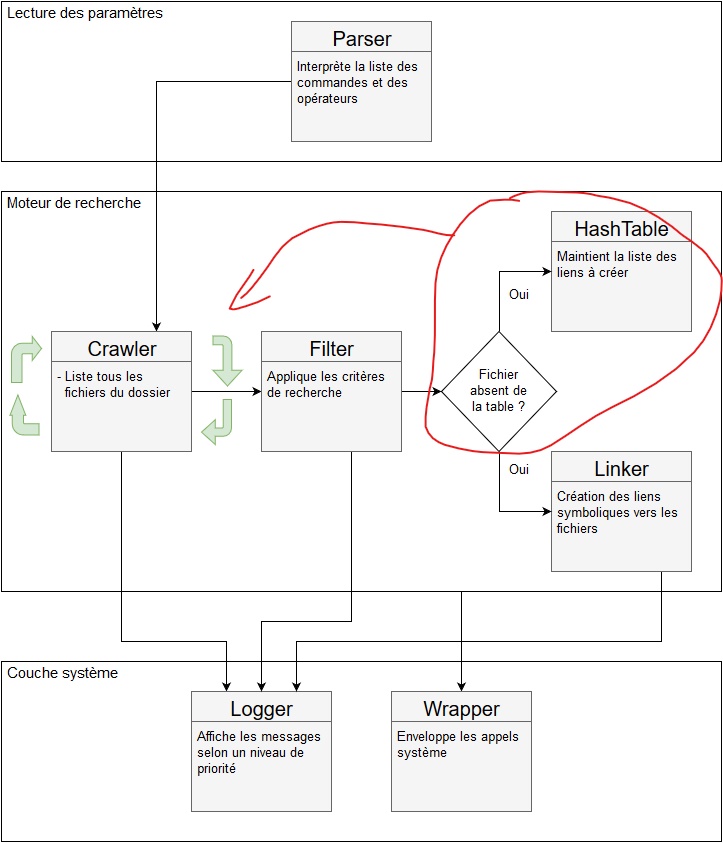 Lecture des paramètres
Parser
Interprète la liste des
commandes et des
opérateurs
Moteur de recherche
HashTable
Maintient la liste des
liens à créer
Oui
Crawler
- Liste tous les
fichiers du dossier
Filter
Applique les critères
de recherche
Fichier
absent de
la table ?
Oui
Linker
Création des liens
symboliques vers les
fichiers
Couche système
Logger
Affiche les messages
selon un niveau de
priorité
Wrapper
Enveloppe les appels
système